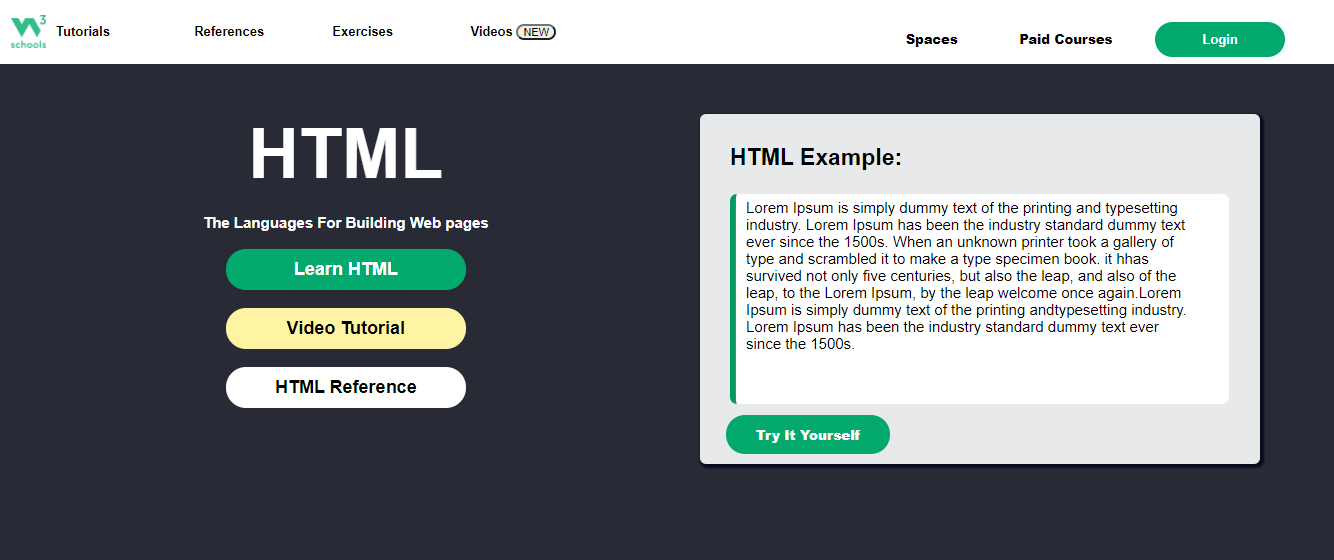 W3 schools
Tutorials References Exercises Videos NEW Spaces Paid Courses Login
HTML
The Languages For Building Web pages
Learn HTML
Video Tutorial
HTML Reference
HTML Example:
Lorem Ipsum is simply dummy text of the printing and typesetting
industry. Lorem Ipsum has been the industry standard dummy text
ever since the 1500s. When an unknown printer took a gallery of
type and scrambled it to make a type specimen book. it hhas
survived not only five centuries, but also the leap, and also of the
leap, to the Lorem Ipsum, by the leap welcome once again.Lorem
Ipsum is simply dummy text of the printing andtypesetting industry.
Lorem Ipsum has been the industry standard dummy text ever
since the 1500s.
Try It Yourself